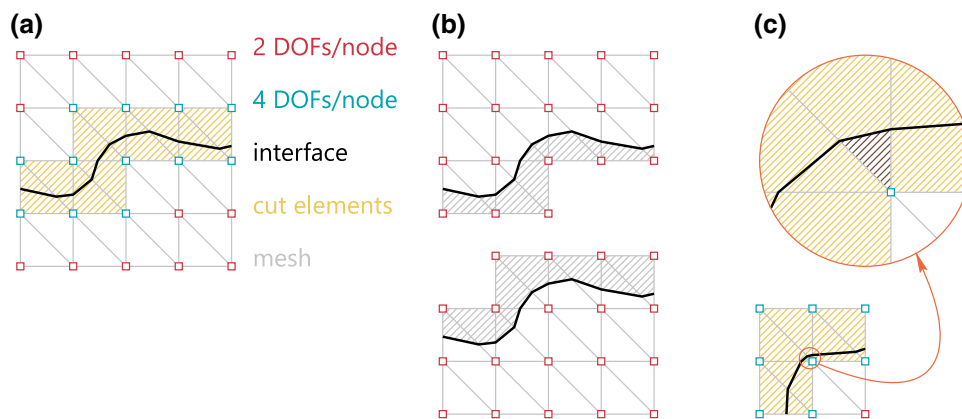 (a)
2 DOFs/node
4 DOFs/node
interface
cut elements
mesh
(b)
(c)